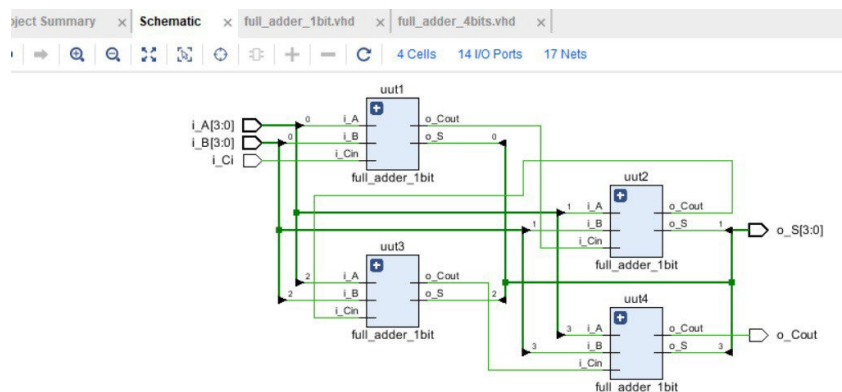 oject Summary × Schematic × full_adder_1bit.vhd × full_adder_4bits.vhd ×
4 Cells 14 I/O Ports 17 Nets
uut1
i_A[3:0] 0 i_A o_Cout
i_B[3:0] 0 i_B o_S 0
i_Ci i_Cin
full_adder_1bit
uut2
1 i_A o_Cout
1 i_B o_S 1 o_S[3:0]
i_Cin
full_adder_1bit
uut3
2 i_A o_Cout
2 i_B o_S 2
i_Cin
full_adder_1bit
uut4
3 i_A o_Cout o_Cout
3 i_B o_S 3
i_Cin
full_adder_1bit